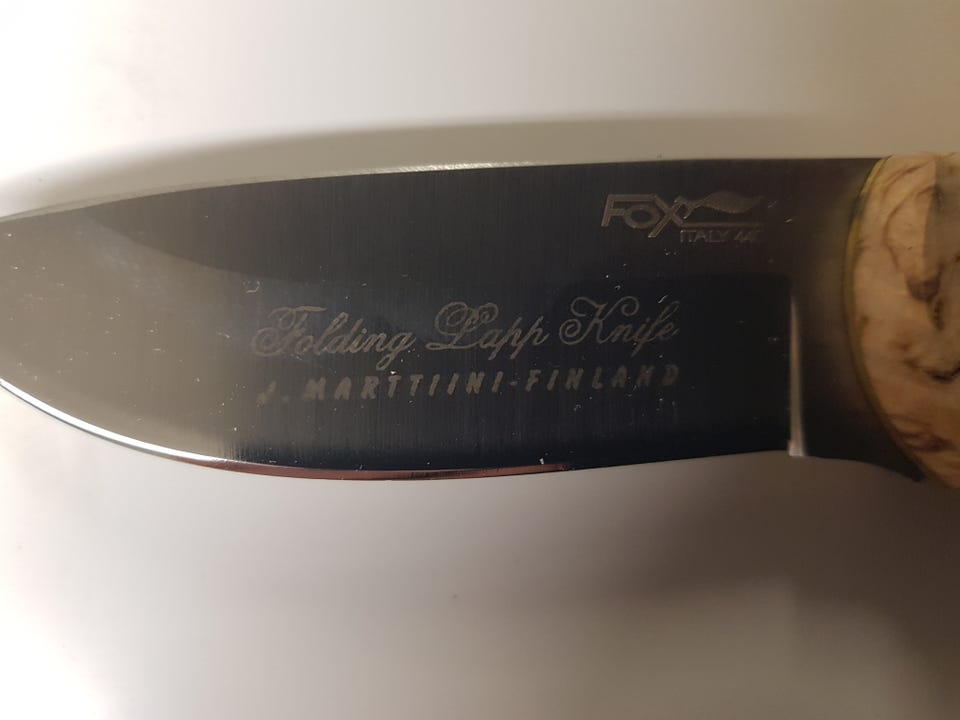 FOX
ITALY 440
Folding Lapp Knife
J. MARTTIINI-FINLAND